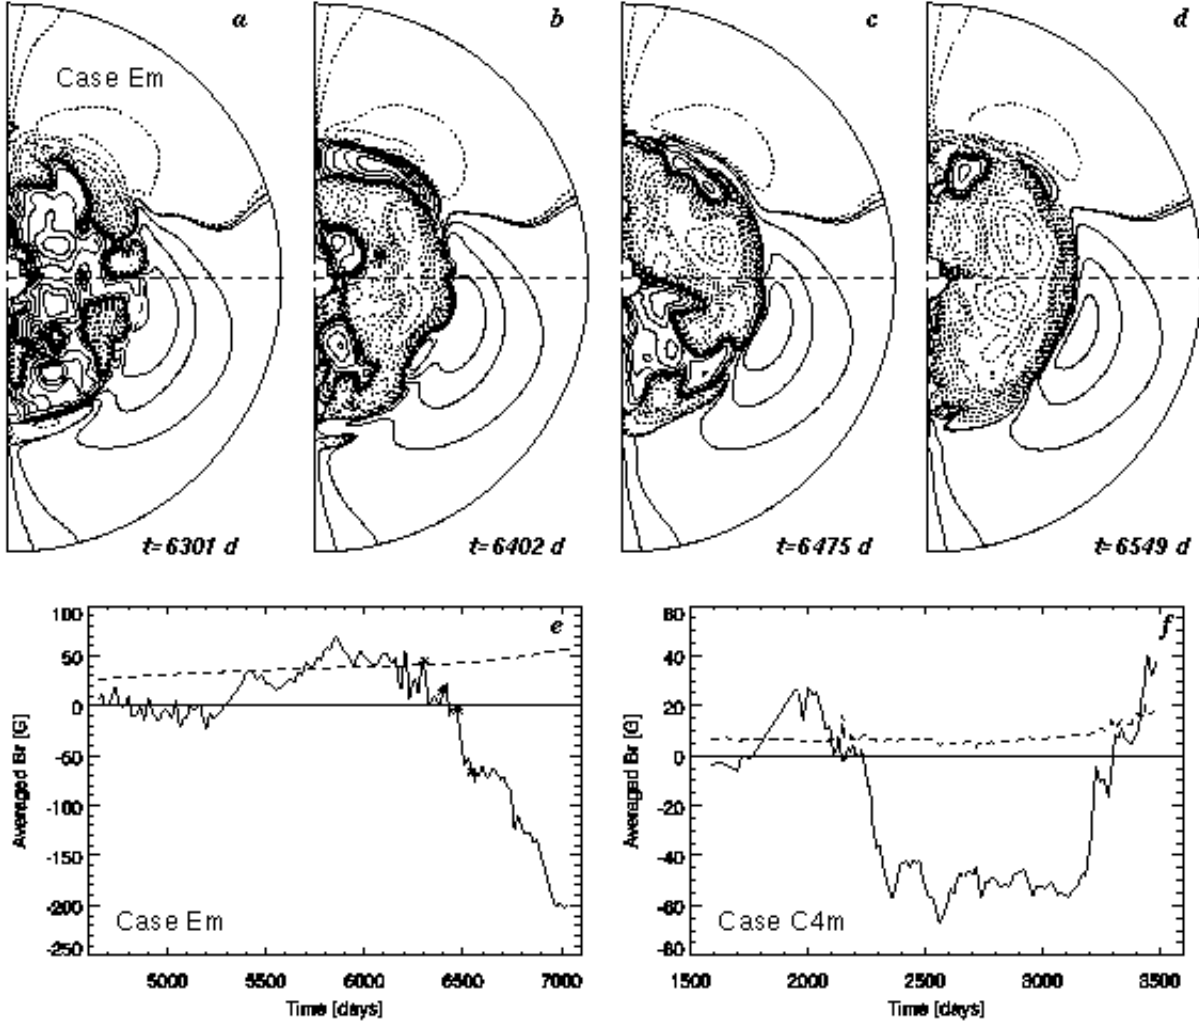 a b c d
Case Em
t=6301 d t=6402 d t=6475 d t=6549 d
100 e
50
0
-50
-100
-150
-200
-250
Averaged Br [G]
Case Em
5000 5500 6000 6500 7000
Time [days]
60 f
40
20
0
-20
-40
-60
-80
Averaged Br [G]
Case C4m
1500 2000 2500 3000 3500
Time [days]